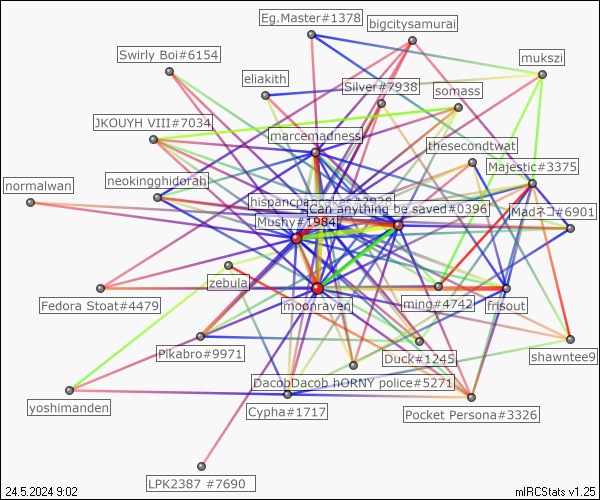 Eg.Master#1378
bigcitysamurai
Swirly Boi#6154
mukszi
eliakith
Silver#7938
somass
JKOUYH VIII#7034
marcemadness
thesecondtwat
Majestic#3375
normalwan
neokingghidorah
hispancpancakes#2928
Can anything be saved#0396
Mushy#1984
Madネコ#6901
zebula
Fedora Stoat#4479
moonraven
ming#4742
frisout
Pikabro#9971
Duck#1245
shawntee9
DacobDacob hORNY police#5271
yoshimanden
Cypha#1717
Pocket Persona#3326
LPK2387 #7690
24.5.2024 9:02
mIRCStats v1.25